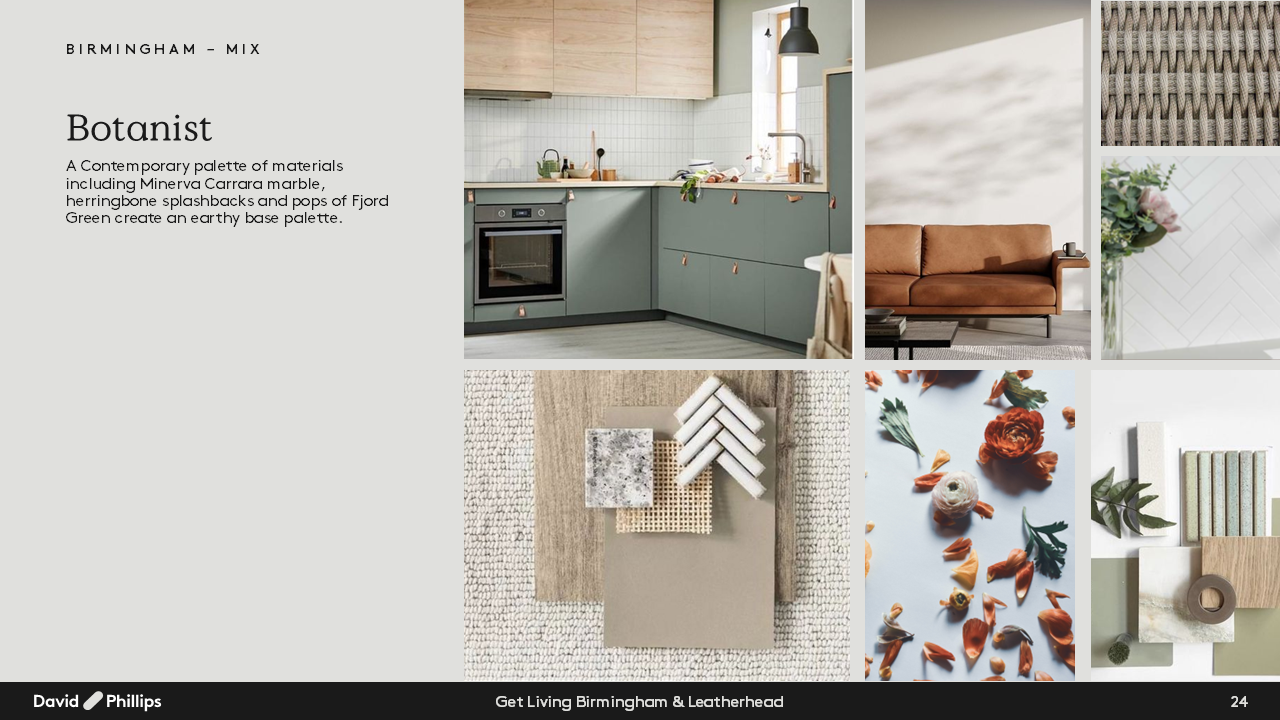 BIRMINGHAM – MIX
Botanist
A Contemporary palette of materials
including Minerva Carrara marble,
herringbone splashbacks and pops of Fjord
Green create an earthy base palette.
David Phillips
Get Living Birmingham & Leatherhead
24